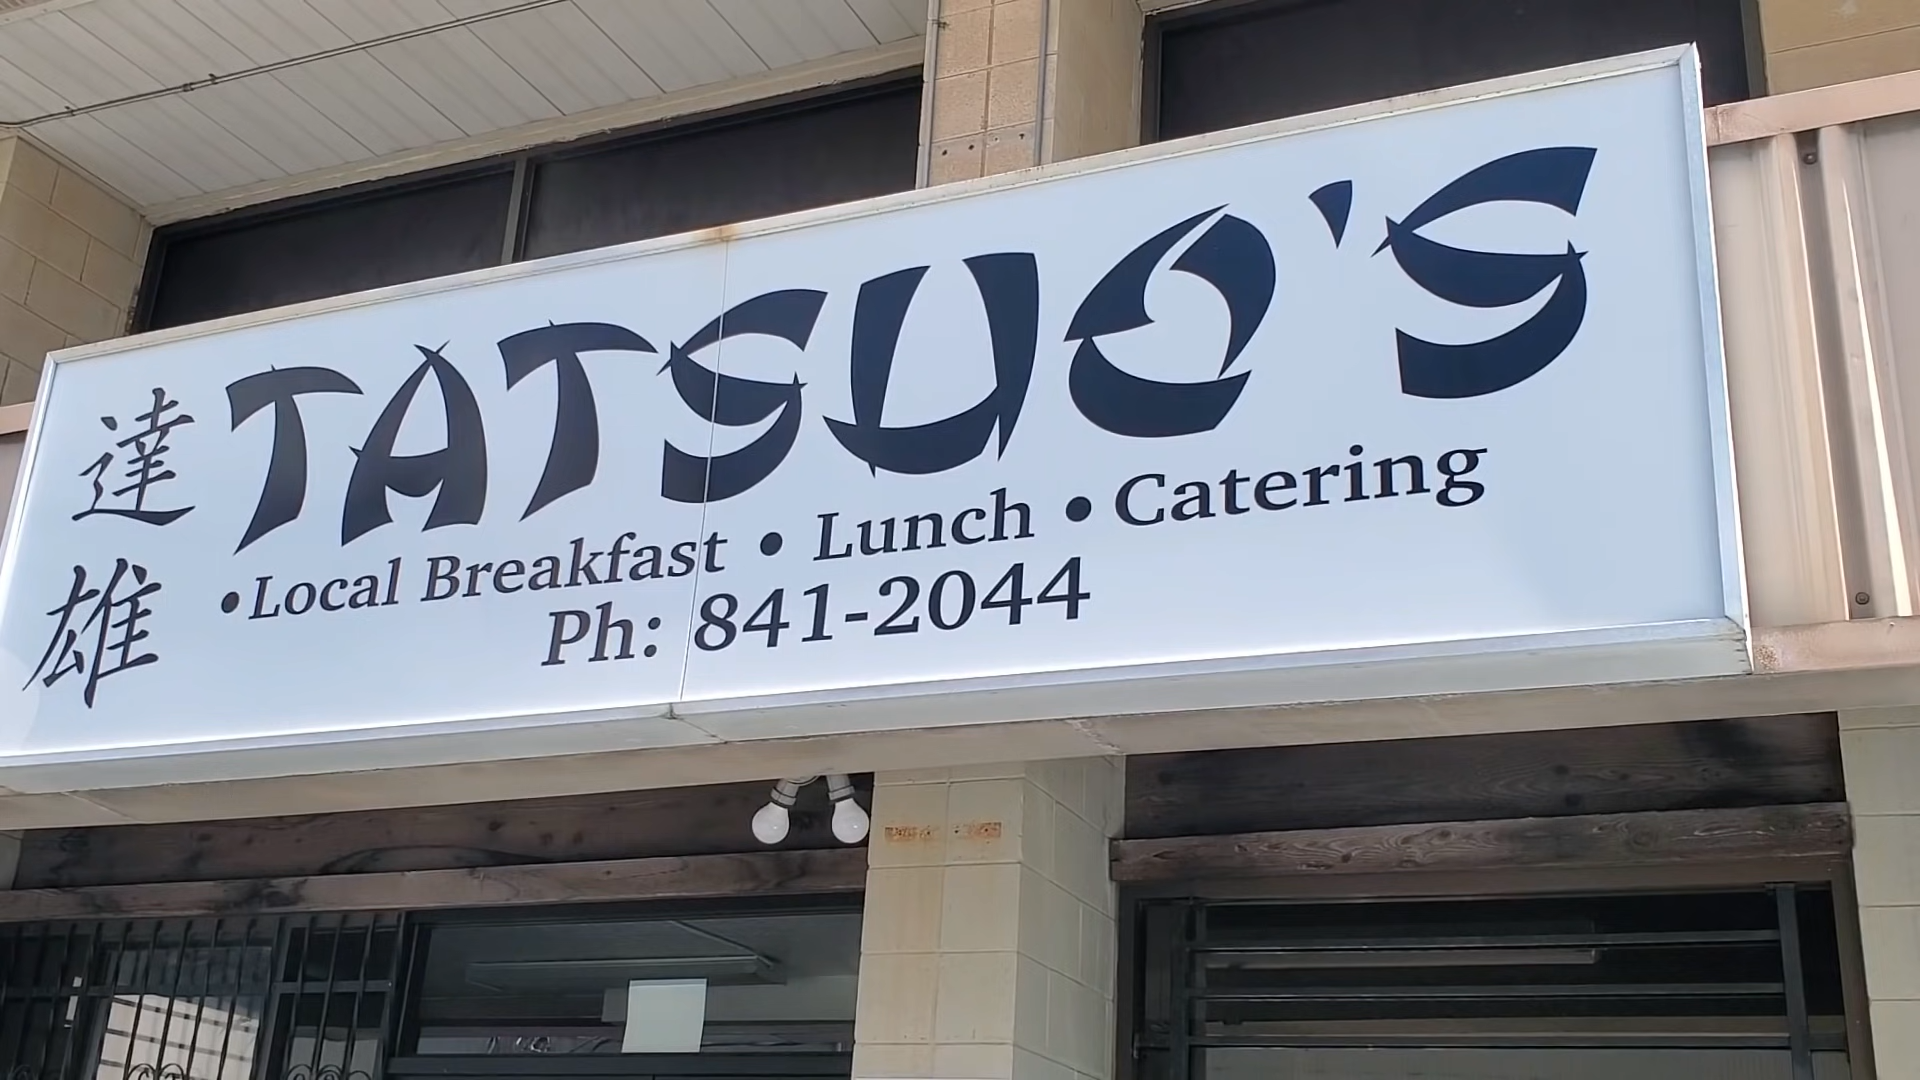 達雄
TATSUO'S
•Local Breakfast • Lunch • Catering
Ph: 841-2044